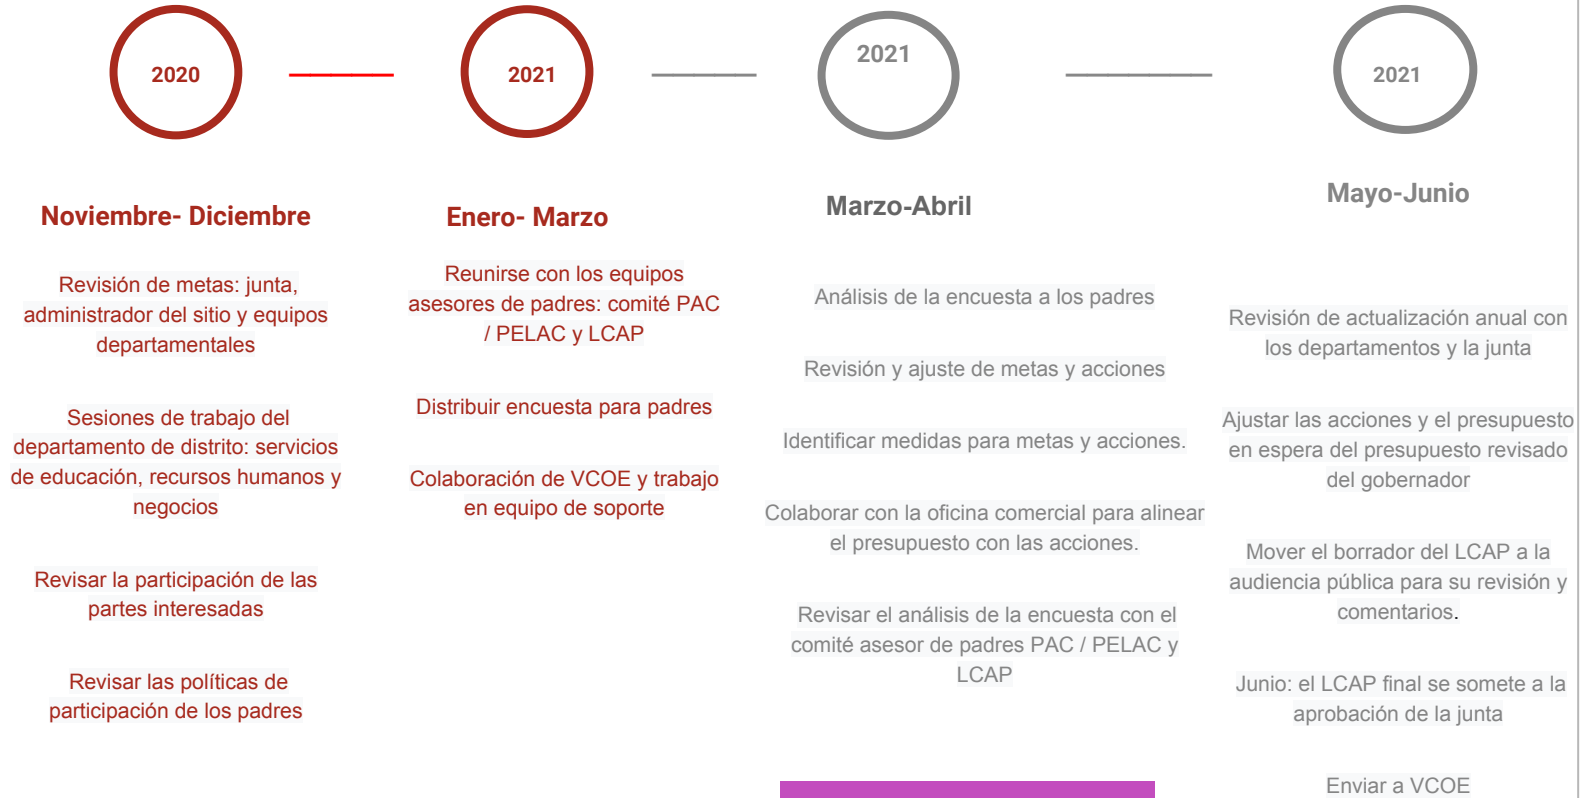 2020
Noviembre- Diciembre
Revisión de metas: junta,
administrador del sitio y equipos
departamentales
Sesiones de trabajo del
departamento de distrito: servicios
de educación, recursos humanos y
negocios
Revisar la participación de las
partes interesadas
Revisar las políticas de
participación de los padres
2021
Enero- Marzo
Reunirse con los equipos
asesores de padres: comité PAC
/ PELAC y LCAP
Distribuir encuesta para padres
Colaboración de VCOE y trabajo
en equipo de soporte
2021
Marzo-Abril
Análisis de la encuesta a los padres
Revisión y ajuste de metas y acciones
Identificar medidas para metas y acciones.
Colaborar con la oficina comercial para alinear
el presupuesto con las acciones.
Revisar el análisis de la encuesta con el
comité asesor de padres PAC / PELAC y
LCAP
2021
Mayo-Junio
Revisión de actualización anual con
los departamentos y la junta
Ajustar las acciones y el presupuesto
en espera del presupuesto revisado
del gobernador
Mover el borrador del LCAP a la
audiencia pública para su revisión y
comentarios.
Junio: el LCAP final se somete a la
aprobación de la junta
Enviar a VCOE